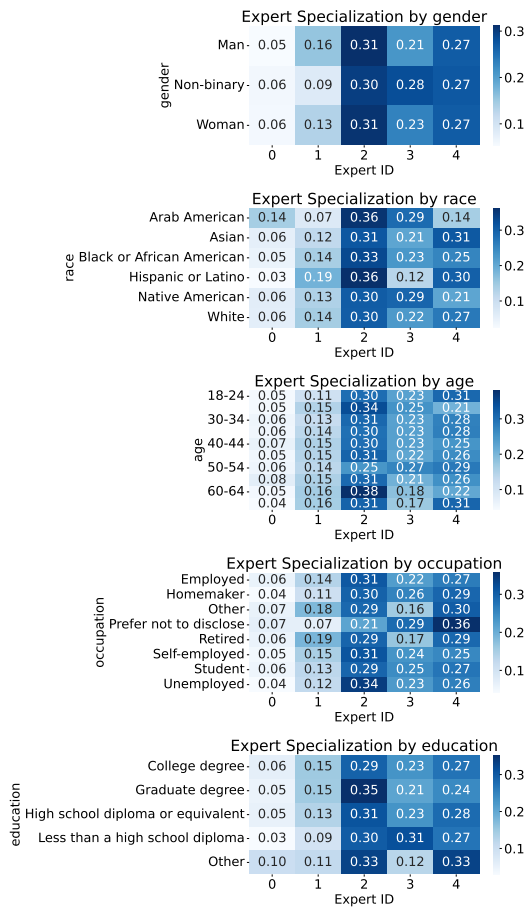 Expert Specialization by gender
gender
Man 0.05 0.16 0.31 0.21 0.27
Non-binary 0.06 0.09 0.30 0.28 0.27
Woman 0.06 0.13 0.31 0.23 0.27
0 1 2 3 4
Expert ID
0.3
0.2
0.1
Expert Specialization by race
race
Arab American 0.14 0.07 0.36 0.29 0.14
Asian 0.06 0.12 0.31 0.21 0.31
Black or African American 0.05 0.14 0.33 0.23 0.25
Hispanic or Latino 0.03 0.19 0.36 0.12 0.30
Native American 0.06 0.13 0.30 0.29 0.21
White 0.06 0.14 0.30 0.22 0.27
0 1 2 3 4
Expert ID
0.3
0.2
0.1
Expert Specialization by age
age
18-24 0.05 0.11 0.30 0.23 0.31
0.05 0.15 0.34 0.25 0.21
30-34 0.06 0.13 0.31 0.23 0.28
0.06 0.14 0.30 0.23 0.28
40-44 0.07 0.15 0.30 0.23 0.25
0.05 0.15 0.31 0.22 0.26
50-54 0.06 0.14 0.25 0.27 0.29
0.08 0.15 0.31 0.21 0.26
60-64 0.05 0.16 0.38 0.18 0.22
0.04 0.16 0.31 0.17 0.31
0 1 2 3 4
Expert ID
0.3
0.2
0.1
Expert Specialization by occupation
occupation
Employed 0.06 0.14 0.31 0.22 0.27
Homemaker 0.04 0.11 0.30 0.26 0.29
Other 0.07 0.18 0.29 0.16 0.30
Prefer not to disclose 0.07 0.07 0.21 0.29 0.36
Retired 0.06 0.19 0.29 0.17 0.29
Self-employed 0.05 0.15 0.31 0.24 0.25
Student 0.06 0.13 0.29 0.25 0.27
Unemployed 0.04 0.12 0.34 0.23 0.26
0 1 2 3 4
Expert ID
0.3
0.2
0.1
Expert Specialization by education
education
College degree 0.06 0.15 0.29 0.23 0.27
Graduate degree 0.05 0.15 0.35 0.21 0.24
High school diploma or equivalent 0.05 0.13 0.31 0.23 0.28
Less than a high school diploma 0.03 0.09 0.30 0.31 0.27
Other 0.10 0.11 0.33 0.12 0.33
0 1 2 3 4
Expert ID
0.3
0.2
0.1